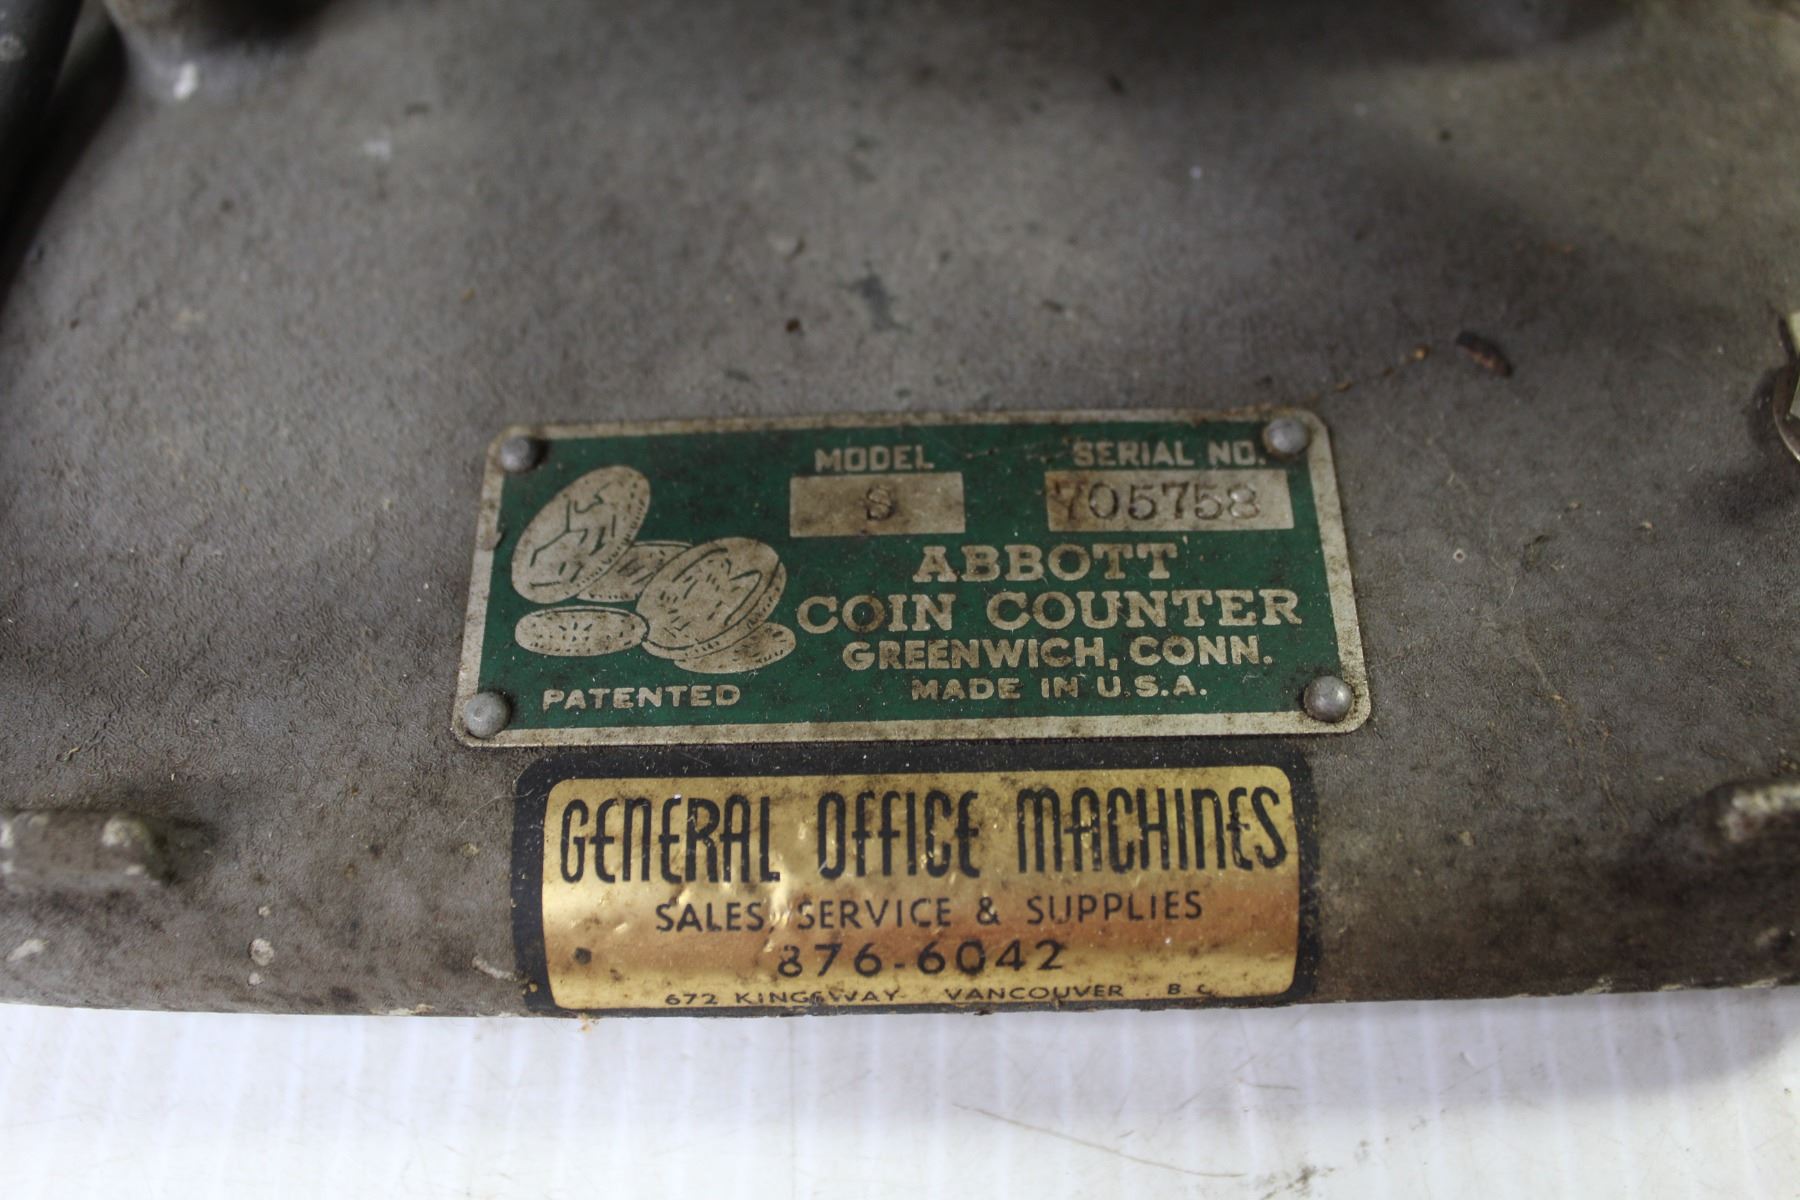 MODEL SERIAL NO.
S 705758
ABBOTT
COIN COUNTER
GREENWICH, CONN.
PATENTED MADE IN U.S.A.
GENERAL OFFICE MACHINES
SALES, SERVICE & SUPPLIES
876-6042
672 KINGSWAY VANCOUVER B.C.